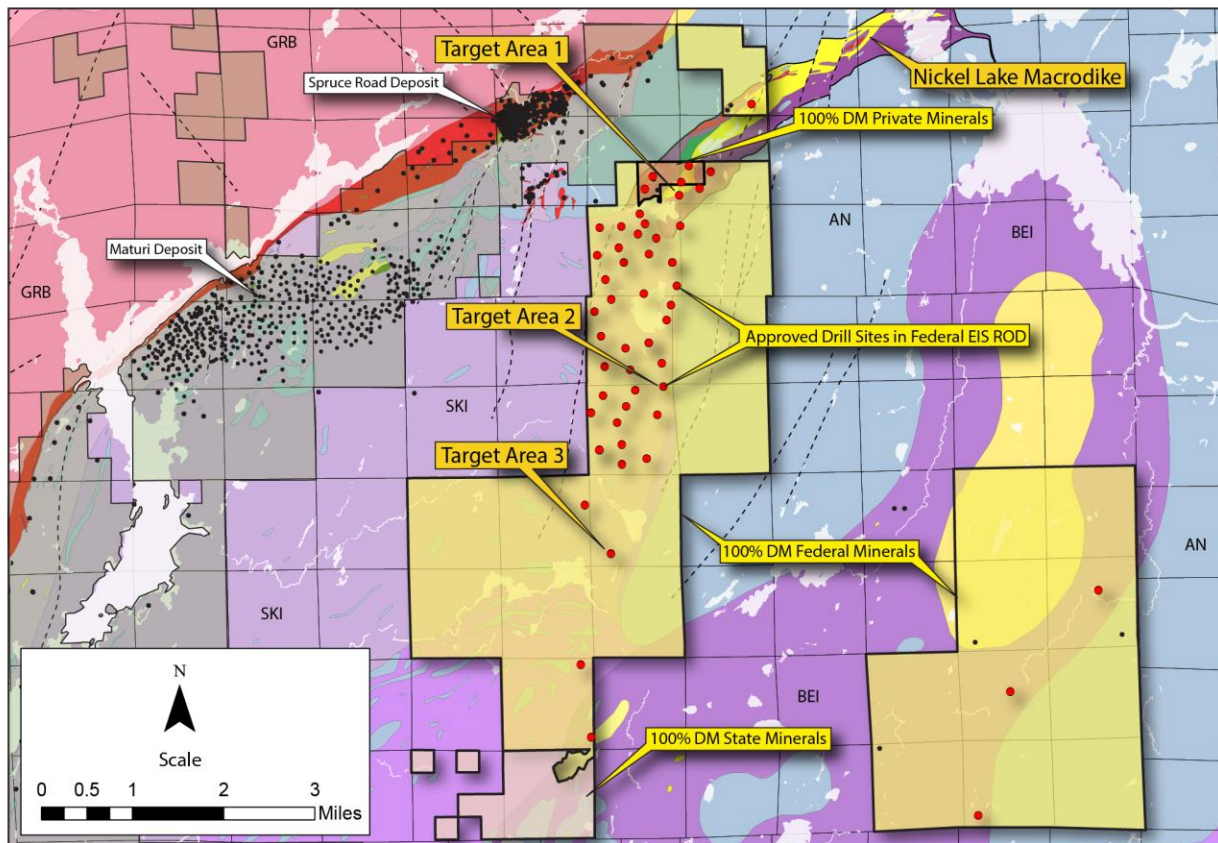 GRB
Target Area 1
Spruce Road Deposit
Nickel Lake Macrodike
100% DM Private Minerals
AN
BEI
Maturi Deposit
GRB
Target Area 2
Approved Drill Sites in Federal EIS ROD
SKI
Target Area 3
100% DM Federal Minerals
AN
SKI
N
BEI
100% DM State Minerals
Scale
0 0.5 1 2 3
Miles